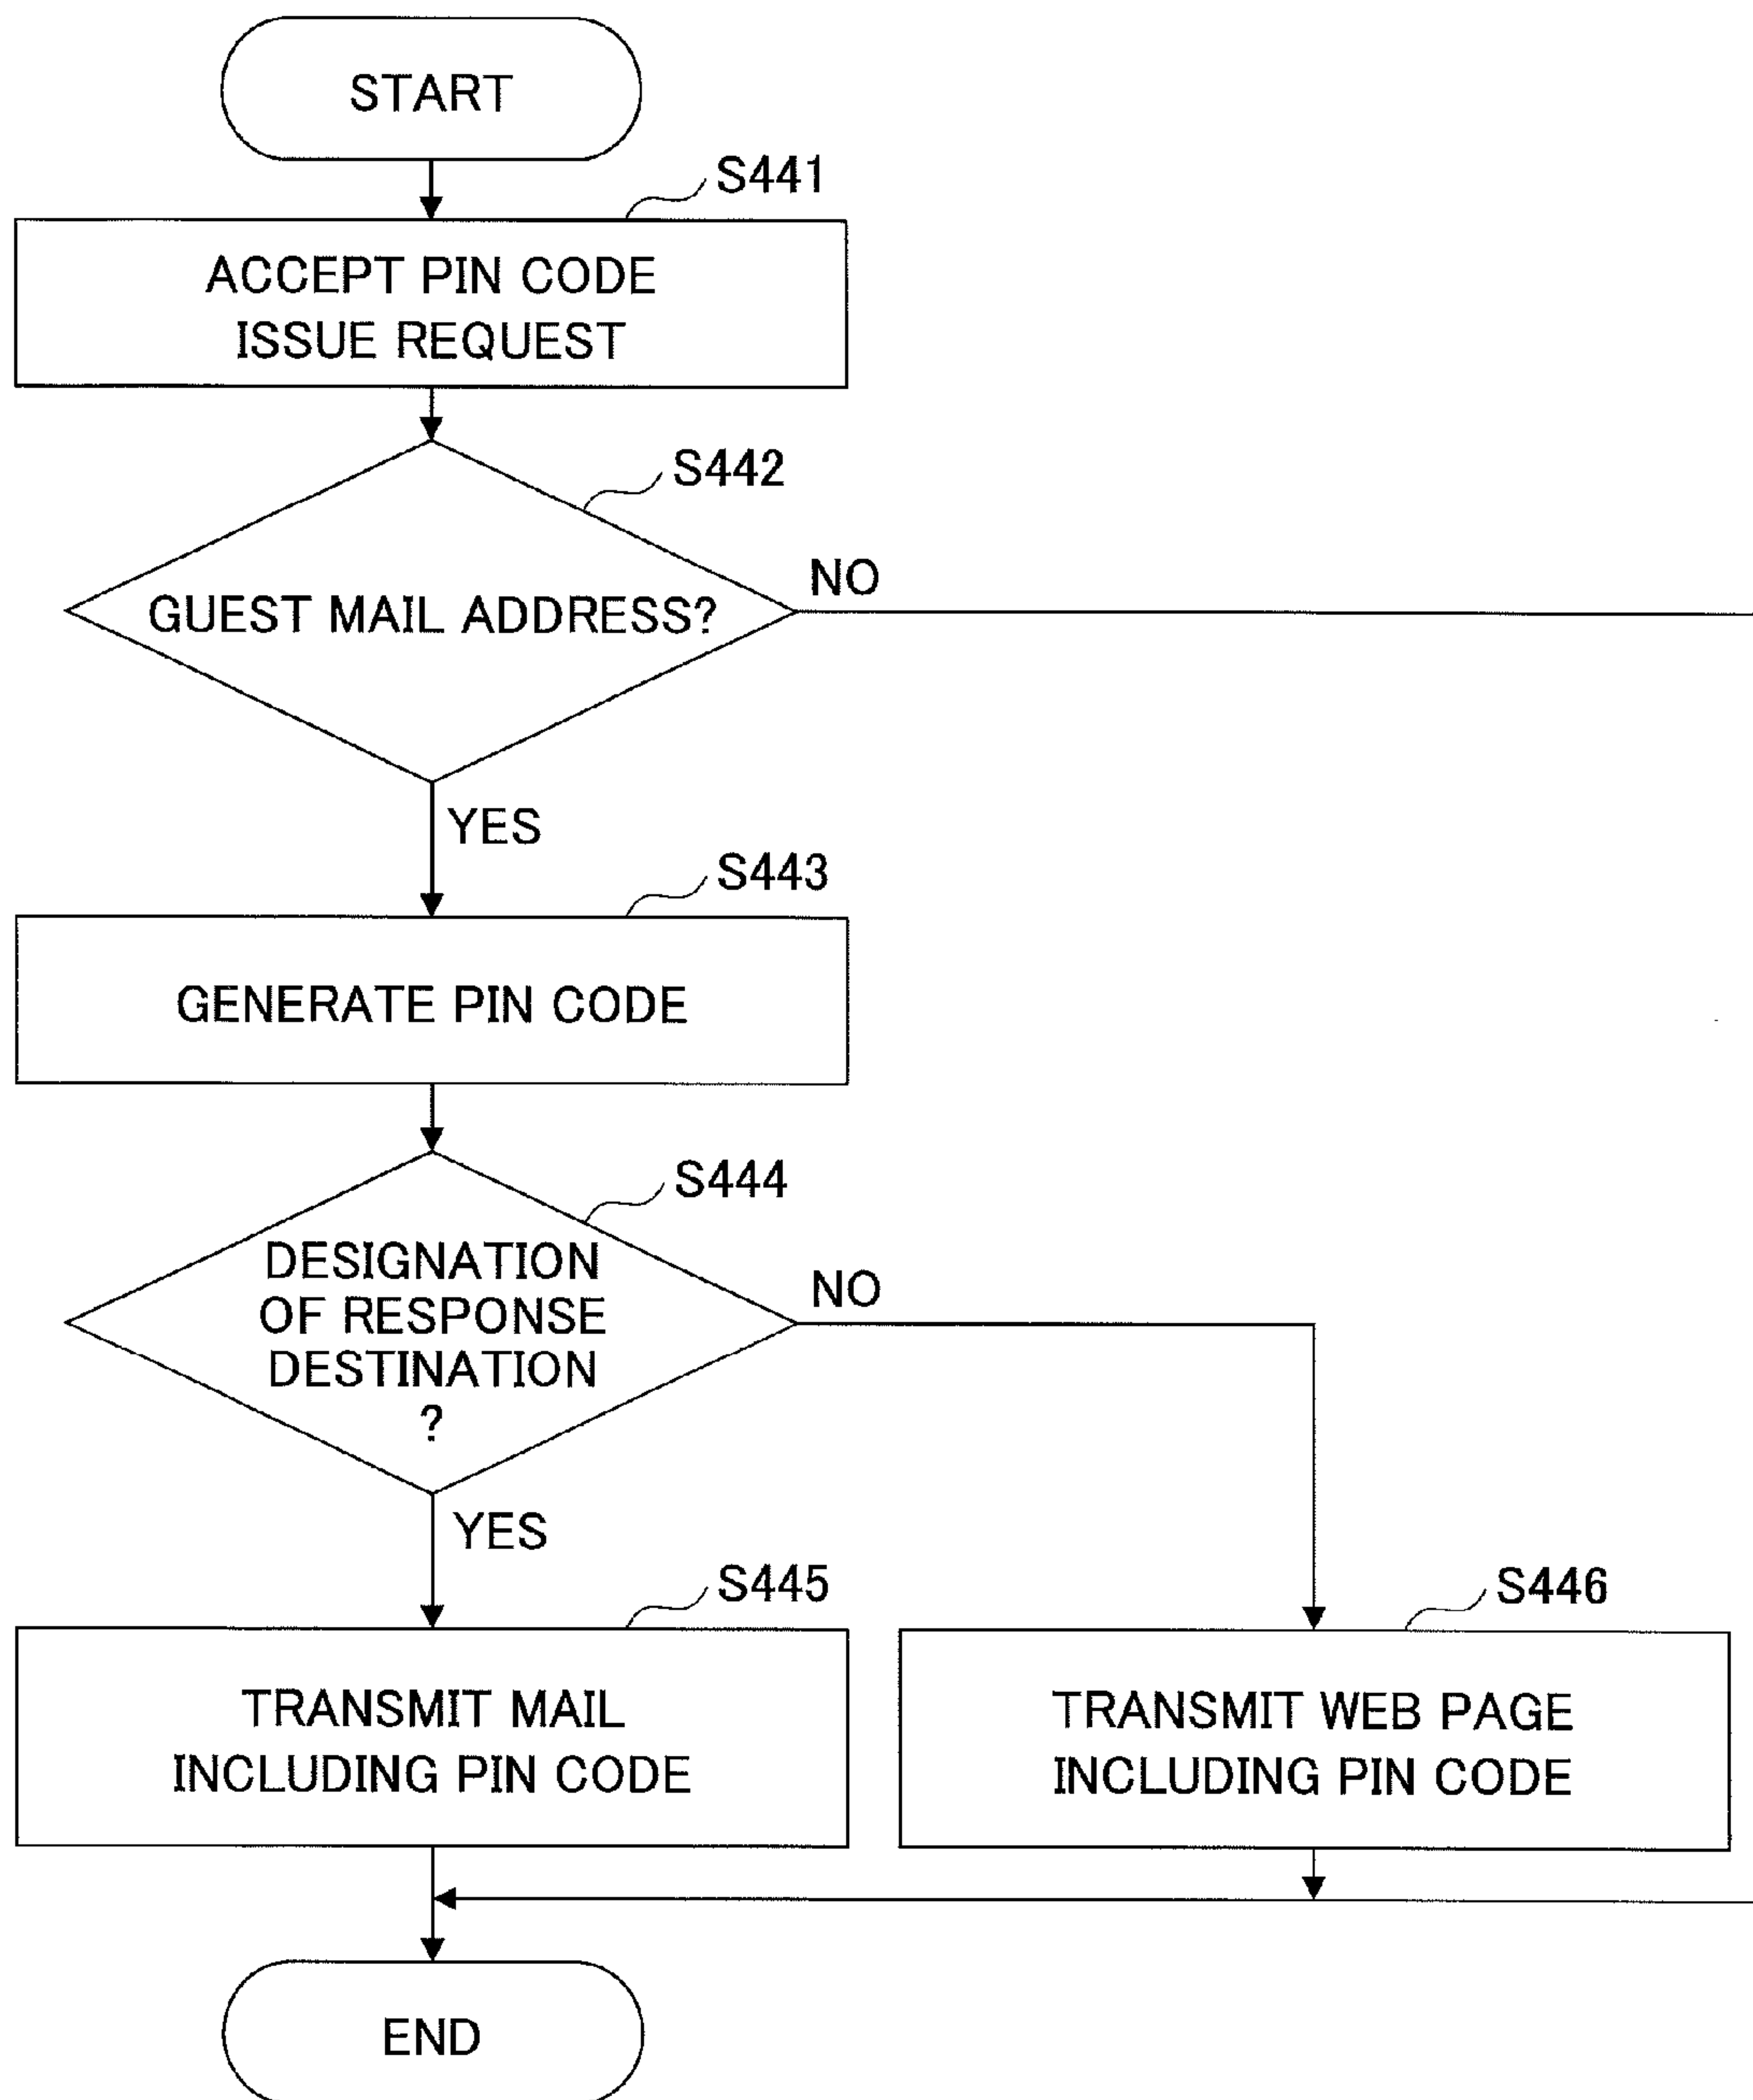 START
S441
ACCEPT PIN CODE
ISSUE REQUEST
S442
GUEST MAIL ADDRESS?
NO
YES
S443
GENERATE PIN CODE
S444
DESIGNATION
OF RESPONSE
DESTINATION
?
NO
YES
S445
TRANSMIT MAIL
INCLUDING PIN CODE
S446
TRANSMIT WEB PAGE
INCLUDING PIN CODE
END